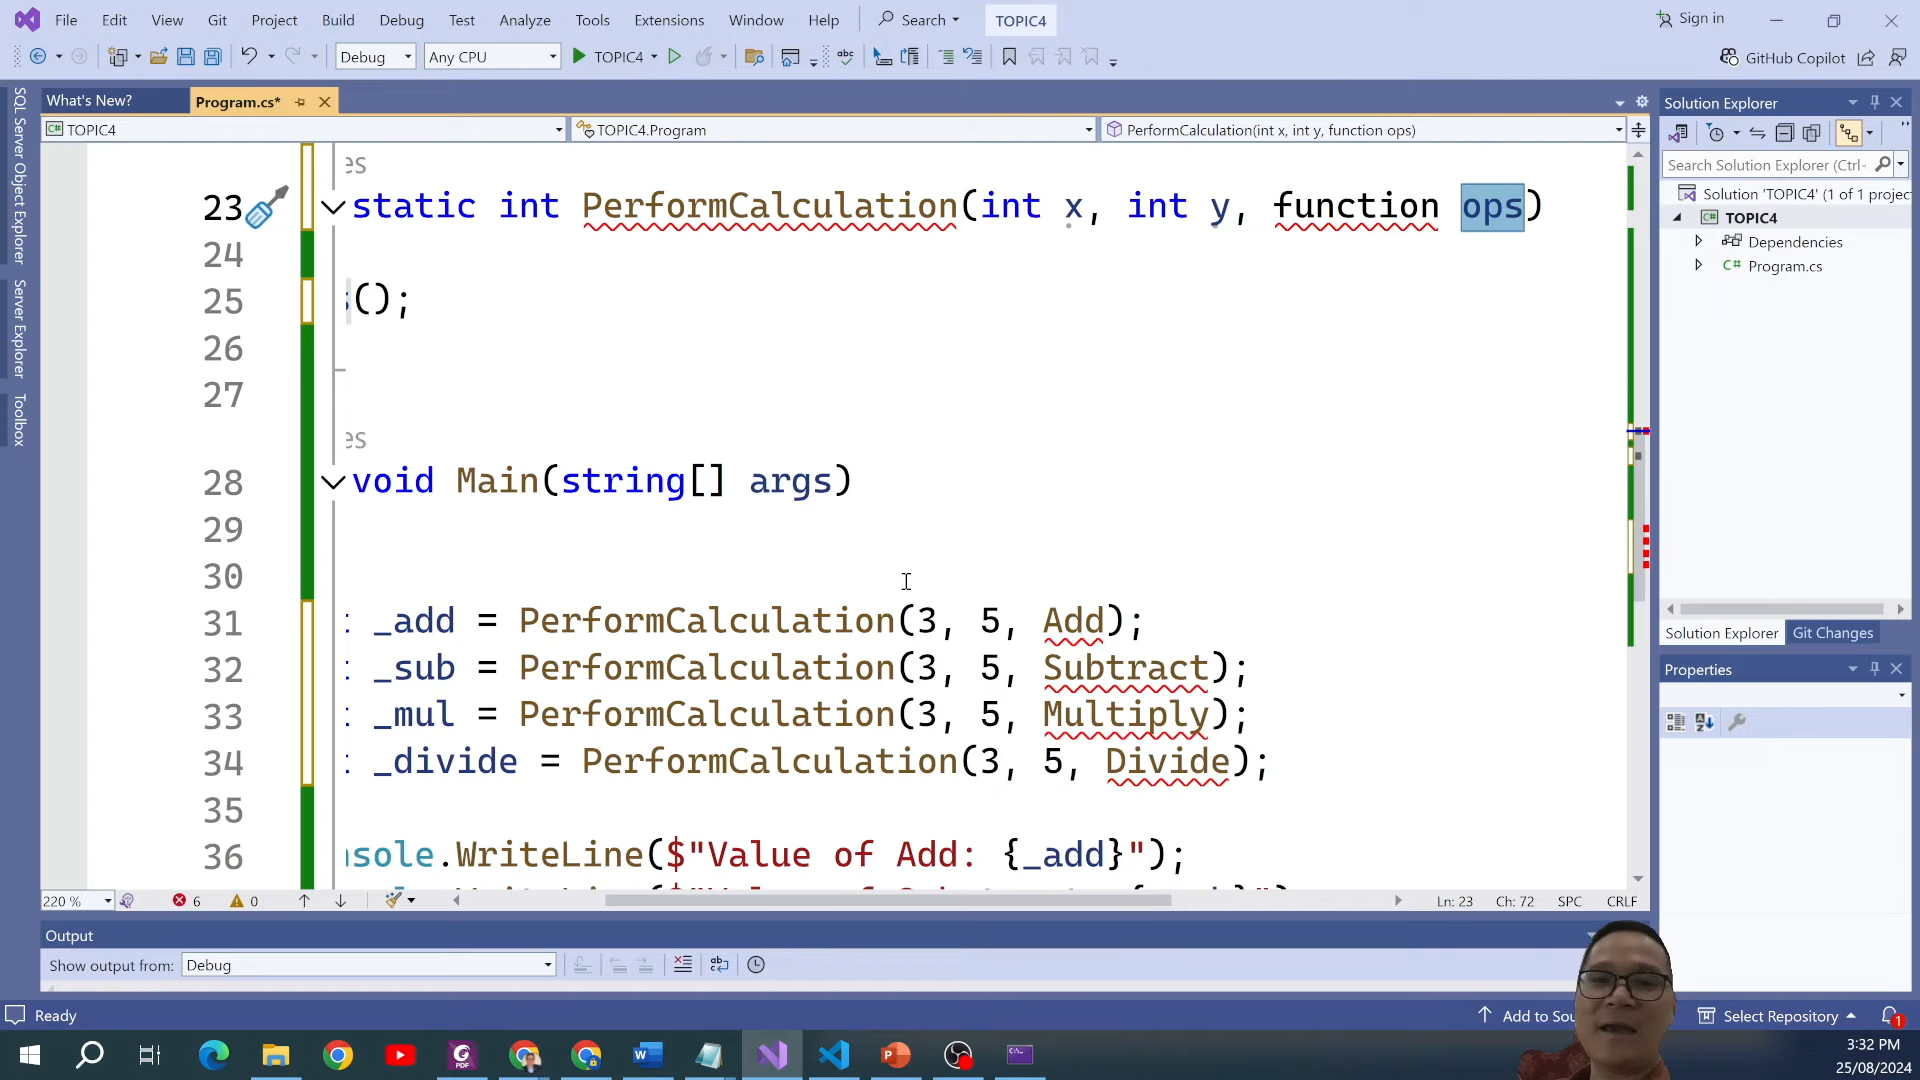 File Edit View Git Project Build Debug Test Analyze Tools Extensions Window Help Search TOPIC4 Sign in
Debug Any CPU TOPIC4 GitHub Copilot
What's New? Program.cs*
TOPIC4 TOPIC4.Program PerformCalculation(int x, int y, function ops)
SQL Server Object Explorer
Server Explorer
Toolbox
es
23 static int PerformCalculation(int x, int y, function ops)
24
25 s();
26
27
es
28 void Main(string[] args)
29
30
31 : _add = PerformCalculation(3, 5, Add);
32 : _sub = PerformCalculation(3, 5, Subtract);
33 : _mul = PerformCalculation(3, 5, Multiply);
34 : _divide = PerformCalculation(3, 5, Divide);
35
36 nsole.WriteLine($"Value of Add: {_add}");
220 % 6 0 Ln: 23 Ch: 72 SPC CRLF
Output
Show output from: Debug
Solution Explorer
Search Solution Explorer (Ctrl-
Solution 'TOPIC4' (1 of 1 projec
TOPIC4
Dependencies
C# Program.cs
Solution Explorer Git Changes
Properties
Ready Add to Sou Select Repository 1
3:32 PM
25/08/2024